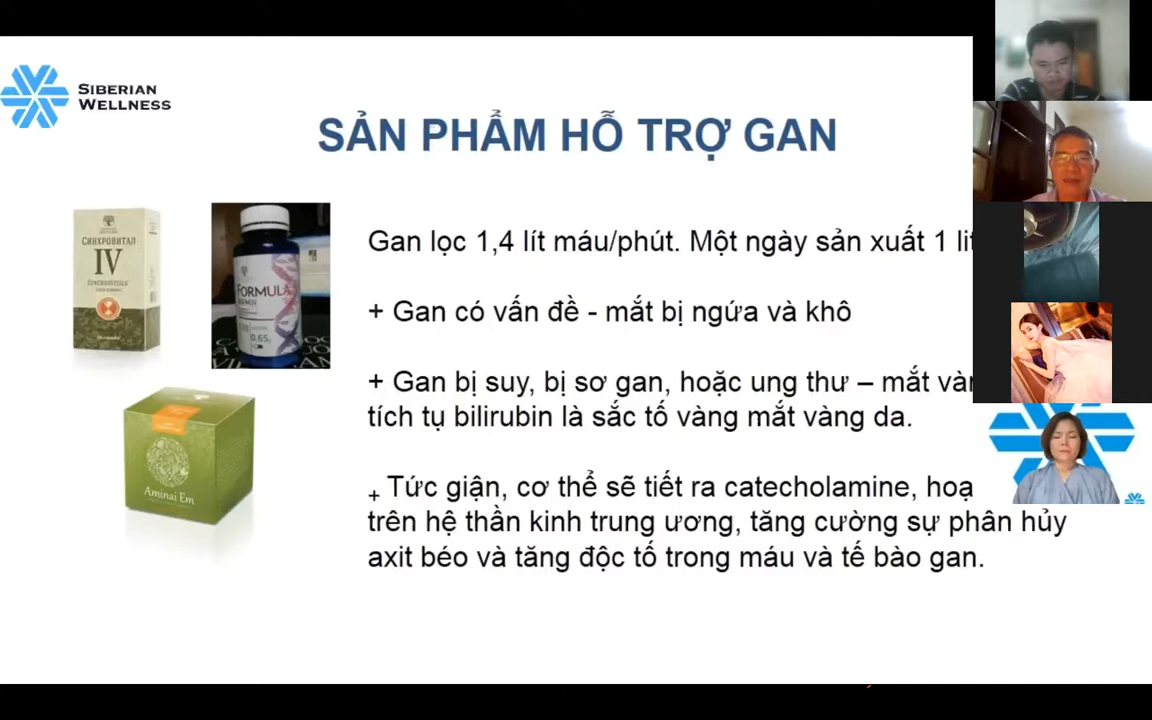 SIBERIAN
WELLNESS
SẢN PHẨM HỖ TRỢ GAN
СИНХРОВИТАЛ
IV
FORMULA
0,65
Aminai Em
Gan lọc 1,4 lít máu/phút. Một ngày sản xuất 1
+ Gan có vấn đề - mắt bị ngứa và khô
+ Gan bị suy, bị sơ gan, hoặc ung thư – mắt
tích tụ bilirubin là sắc tố vàng mắt vàng da.
+ Tức giận, cơ thể sẽ tiết ra catecholamine,
trên hệ thần kinh trung ương, tăng cường sự phân hủy
axit béo và tăng độc tố trong máu và tế bào gan.